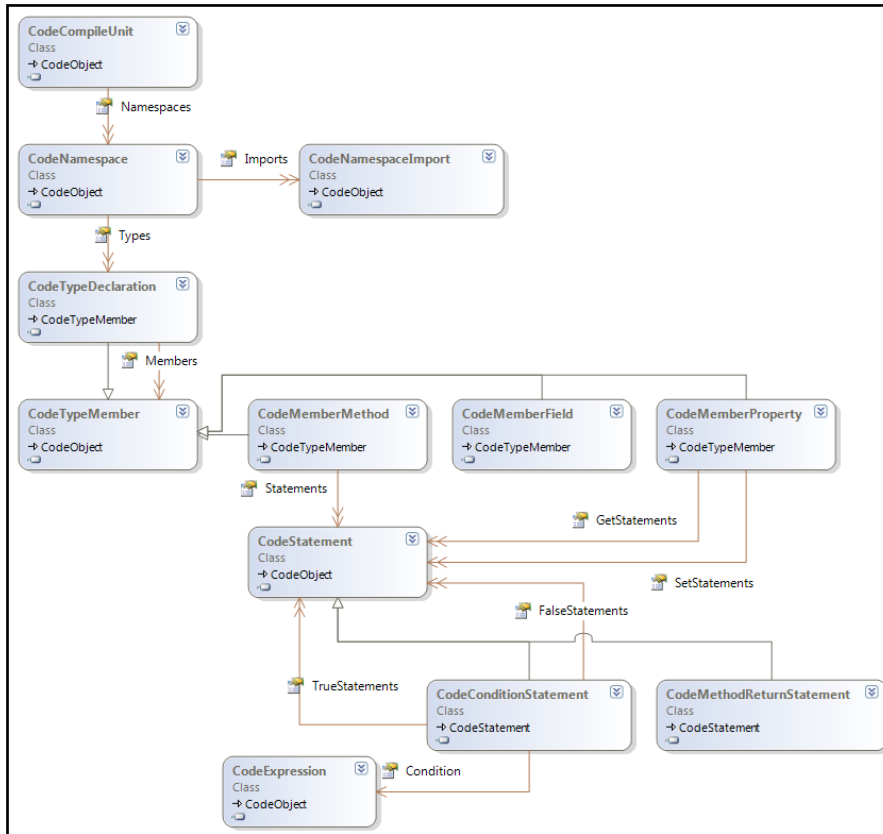 CodeCompileUnit
Class
CodeObject
Namespaces
CodeNamespace
Class
CodeObject
Imports
CodeNamespaceImport
Class
CodeObject
Types
CodeTypeDeclaration
Class
CodeTypeMember
Members
CodeTypeMember
Class
CodeObject
CodeMemberMethod
Class
CodeTypeMember
CodeMemberField
Class
CodeTypeMember
CodeMemberProperty
Class
CodeTypeMember
Statements
GetStatements
CodeStatement
Class
CodeObject
SetStatements
FalseStatements
TrueStatements
CodeConditionStatement
Class
CodeStatement
CodeMethodReturnStatement
Class
CodeStatement
CodeExpression
Class
CodeObject
Condition